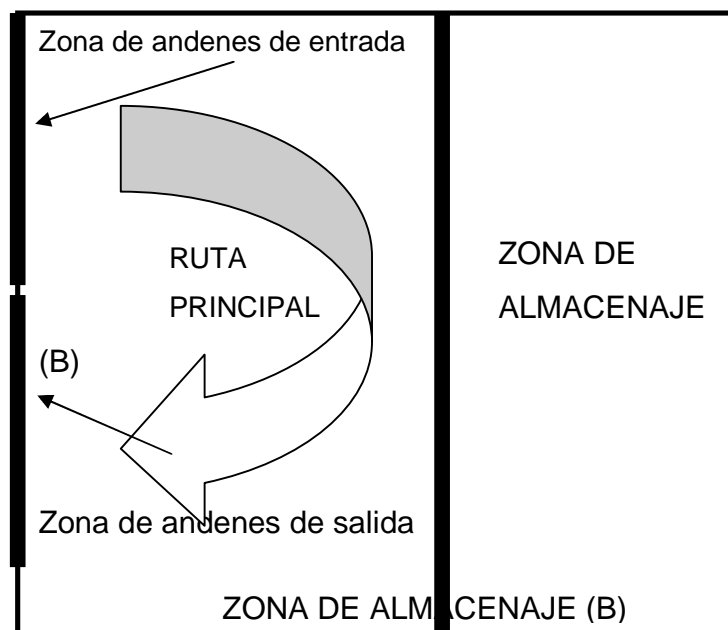 Zona de andenes de entrada
RUTA
PRINCIPAL
ZONA DE
ALMACENAJE
(B)
Zona de andenes de salida
ZONA DE ALMACENAJE (B)